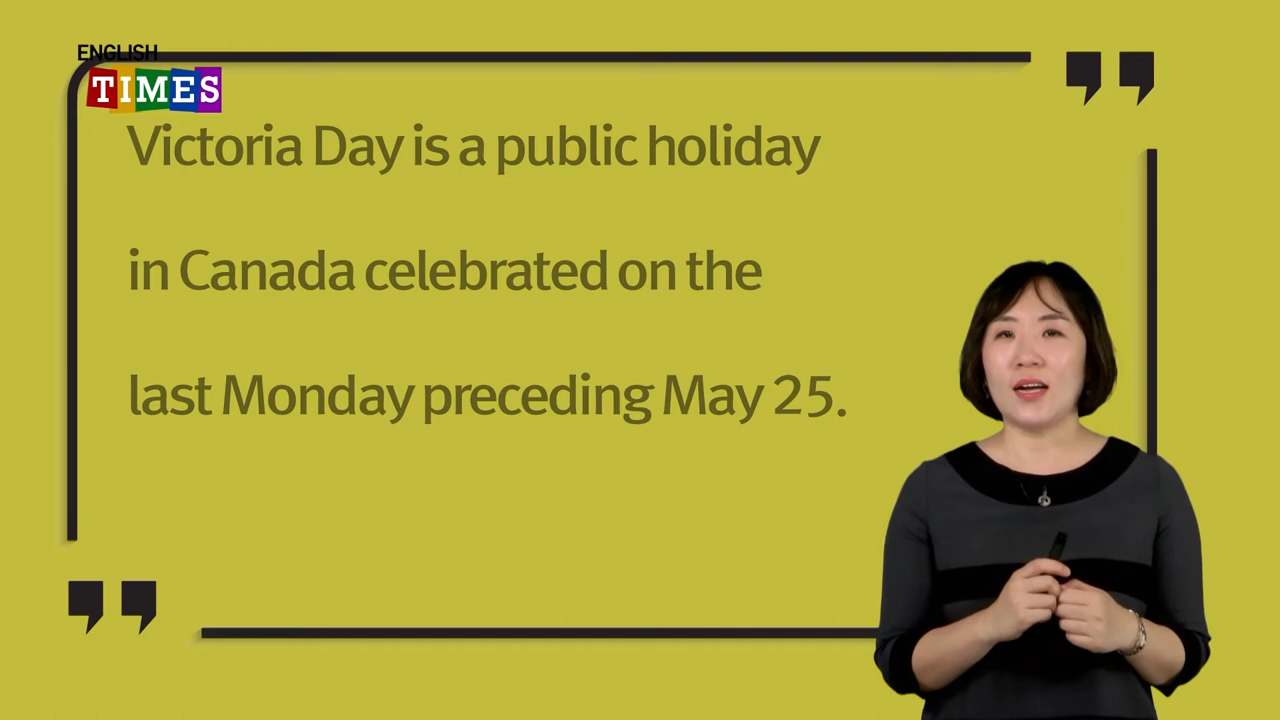 ENGLISH
TIMES
Victoria Day is a public holiday
in Canada celebrated on the
last Monday preceding May 25.